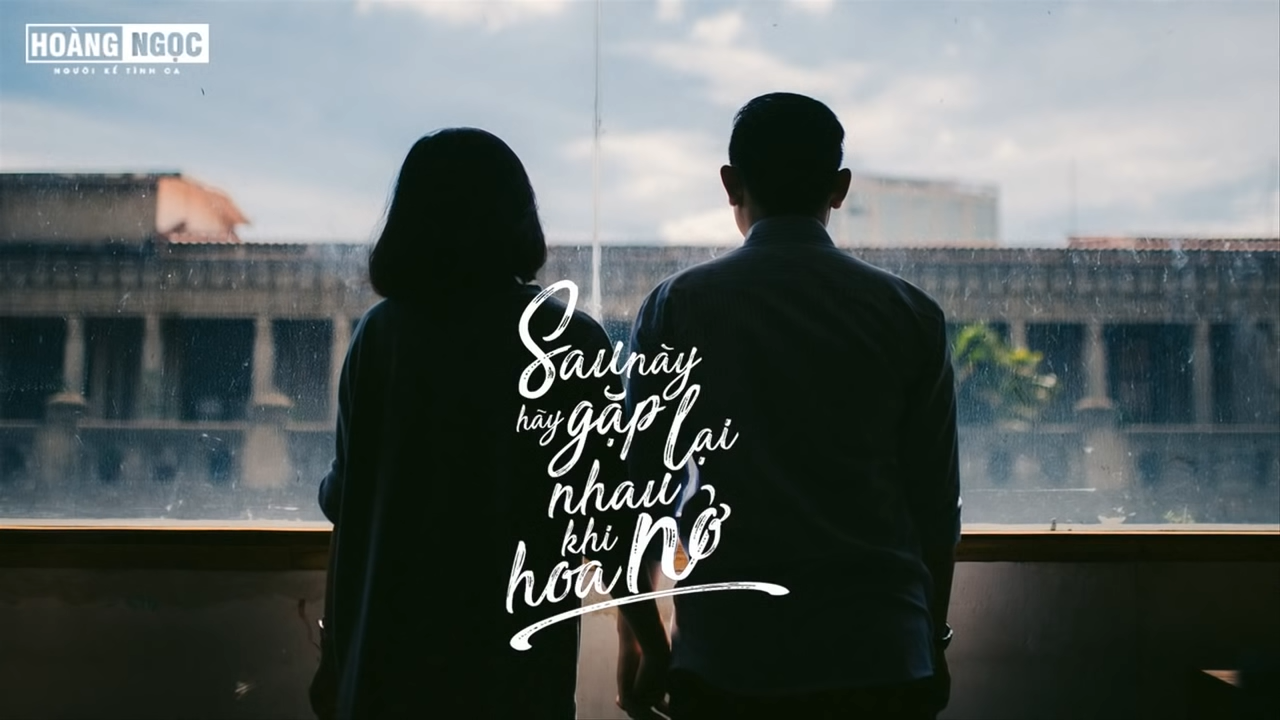 HOÀNG NGỌC
NGƯỜI KỂ TÌNH CA
Sau này
hãy gặp lại
nhau
khi
hoa nở